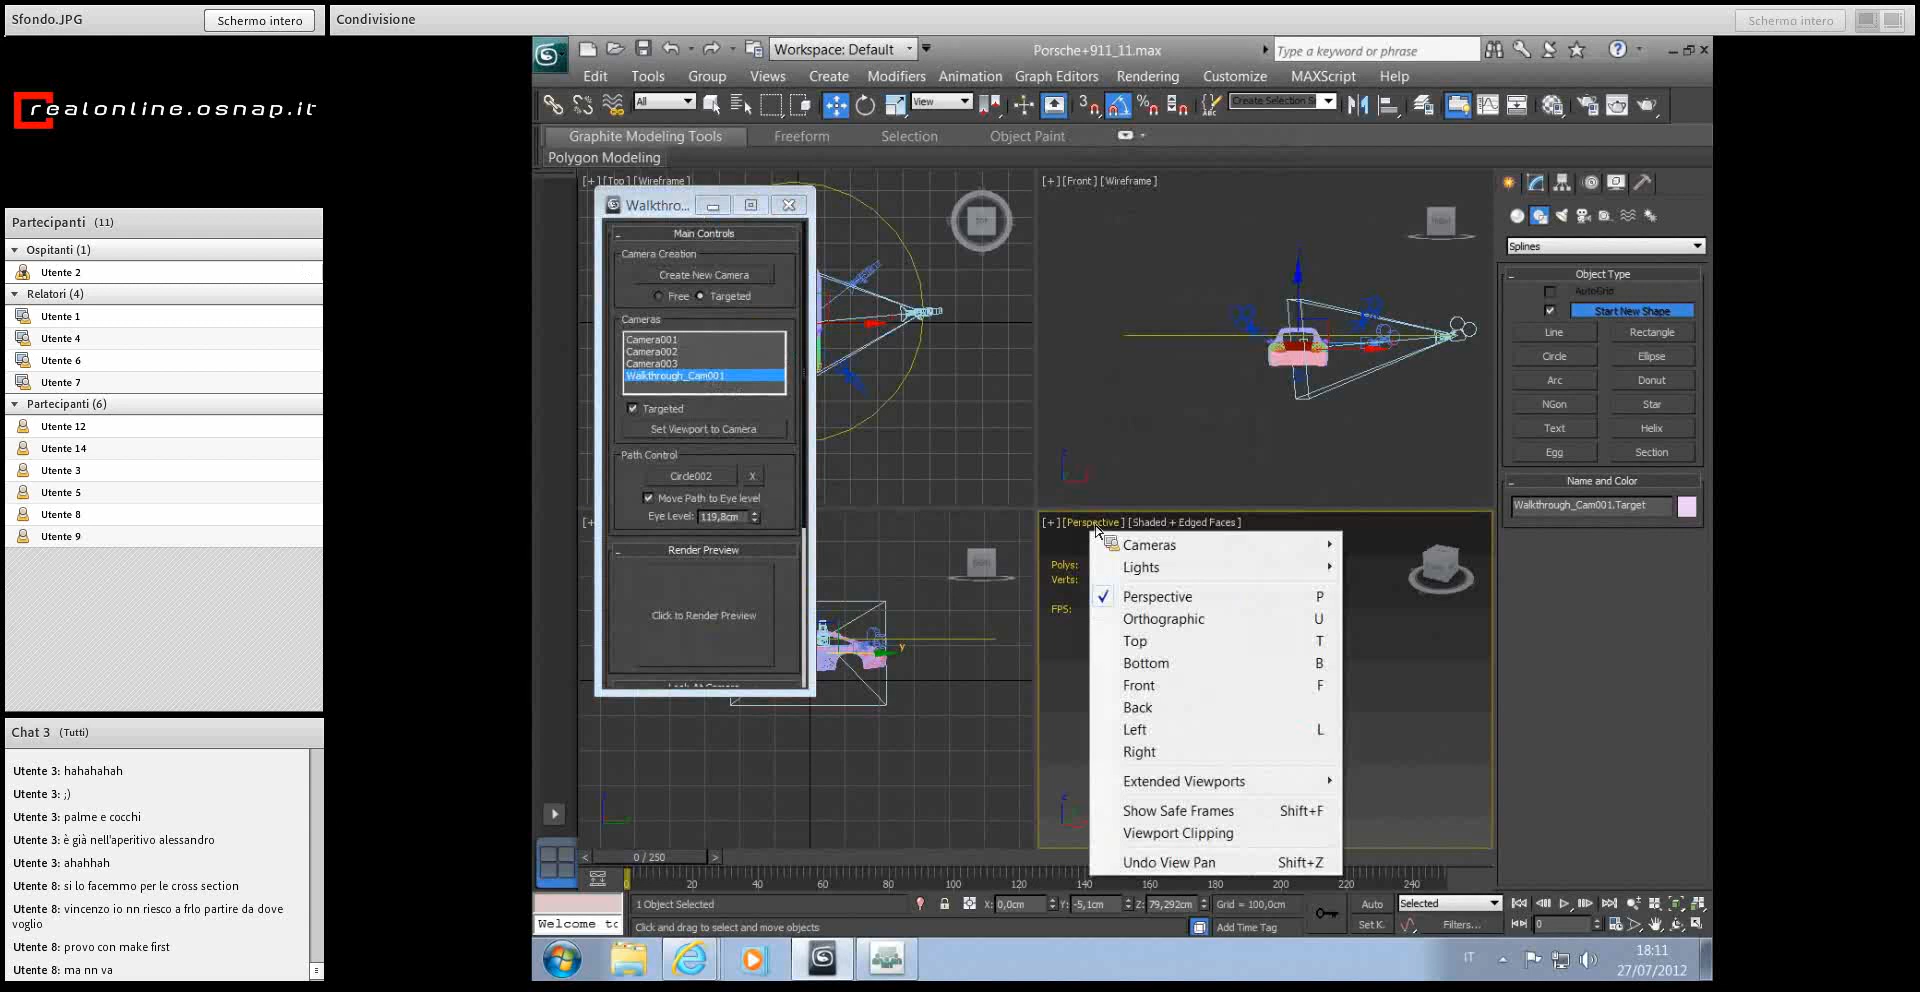 Sfondo.JPG
Schermo intero
Condivisione
Schermo intero
realonline.osnap.it
Partecipanti (11)
Ospitanti (1)
Utente 2
Relatori (4)
Utente 1
Utente 4
Utente 6
Utente 7
Partecipanti (6)
Utente 12
Utente 14
Utente 3
Utente 5
Utente 8
Utente 9
Chat 3 (Tutti)
Utente 3: hahahahah
Utente 3: ;)
Utente 3: palme e cocchi
Utente 3: è già nell'aperitivo alessandro
Utente 3: ahahhah
Utente 8: si lo facemmo per le cross section
Utente 8: vincenzo io nn riesco a frlo partire da dove
voglio
Utente 8: provo con make first
Utente 8: ma nn va
Workspace: Default
Porsche+911_11.max
Type a keyword or phrase
Edit Tools Group Views Create Modifiers Animation Graph Editors Rendering Customize MAXScript Help
All
View
3
Create Selection S
Graphite Modeling Tools Freeform Selection Object Paint
Polygon Modeling
[+] [Top] [Wireframe]
[+] [Front] [Wireframe]
Walkthro...
Main Controls
Camera Creation
Create New Camera
Free Targeted
Cameras
Camera001
Camera002
Camera003
Walkthrough_Cam001
Targeted
Set Viewport to Camera
Path Control
Circle002 X
Move Path to Eye level
Eye Level: 119,8cm
Render Preview
Click to Render Preview
[+] [Perspective] [Shaded + Edged Faces]
Polys:
Verts:
FPS:
Cameras
Lights
Perspective P
Orthographic U
Top T
Bottom B
Front F
Back
Left L
Right
Extended Viewports
Show Safe Frames Shift+F
Viewport Clipping
Undo View Pan Shift+Z
y
Splines
Object Type
AutoGrid
Start New Shape
Line Rectangle
Circle Ellipse
Arc Donut
NGon Star
Text Helix
Egg Section
Name and Color
Walkthrough_Cam001.Target
0 / 250
0 20 40 60 80 100 120 140 160 180 200 220 240
1 Object Selected
X: 0,0cm Y: -5,1cm Z: 79,292cm Grid = 100,0cm
Auto Selected
Welcome to
Click and drag to select and move objects
Add Time Tag
Set K. Filters...
0
IT
18:11
27/07/2012